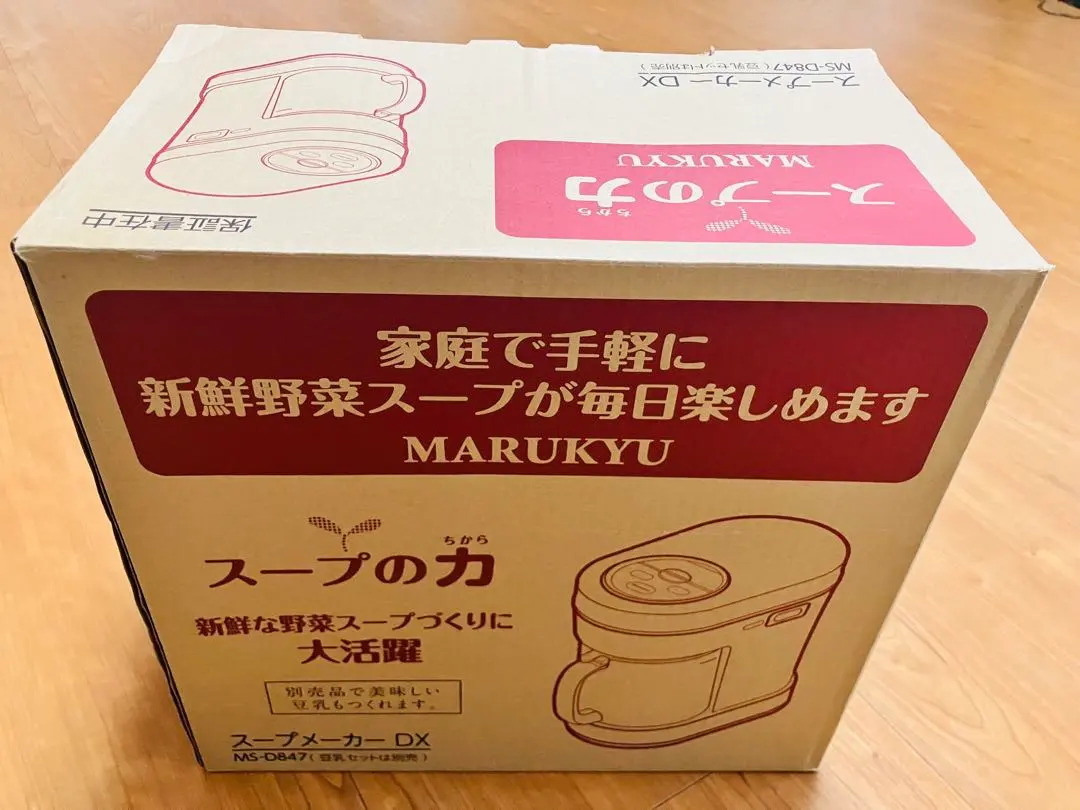 スープメーカー DX
MS-D847(豆乳セットは別売)
MARUKYU
スープの力
ちから
保証書在中
家庭で手軽に
新鮮野菜スープが毎日楽しめます
MARUKYU
ちから
スープの力
新鮮な野菜スープづくりに
大活躍
別売品で美味しい
豆乳もつくれます。
スープメーカー DX
MS-D847(豆乳セットは別売)